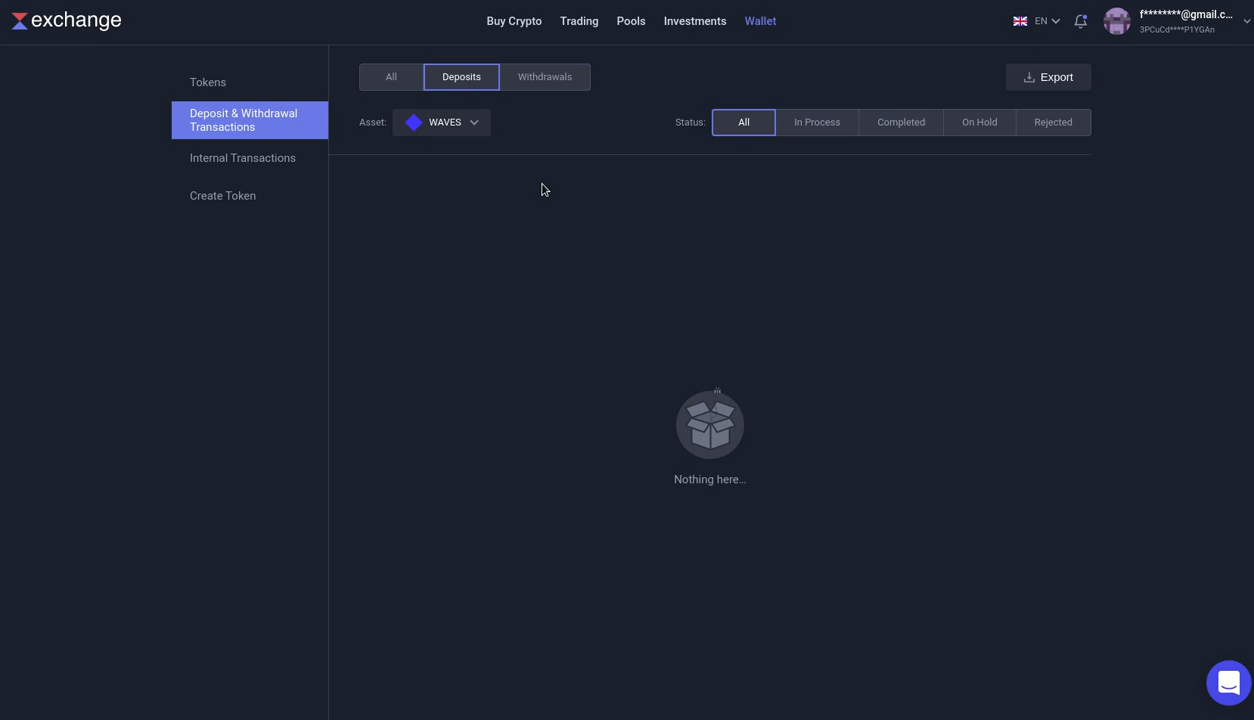 exchange
Buy Crypto
Trading
Pools
Investments
Wallet
EN
f********@gmail.c...
3PCuCd****P1YGAn
Tokens
Deposit & Withdrawal
Transactions
Internal Transactions
Create Token
All
Deposits
Withdrawals
Export
Asset:
WAVES
Status:
All
In Process
Completed
On Hold
Rejected
Nothing here...